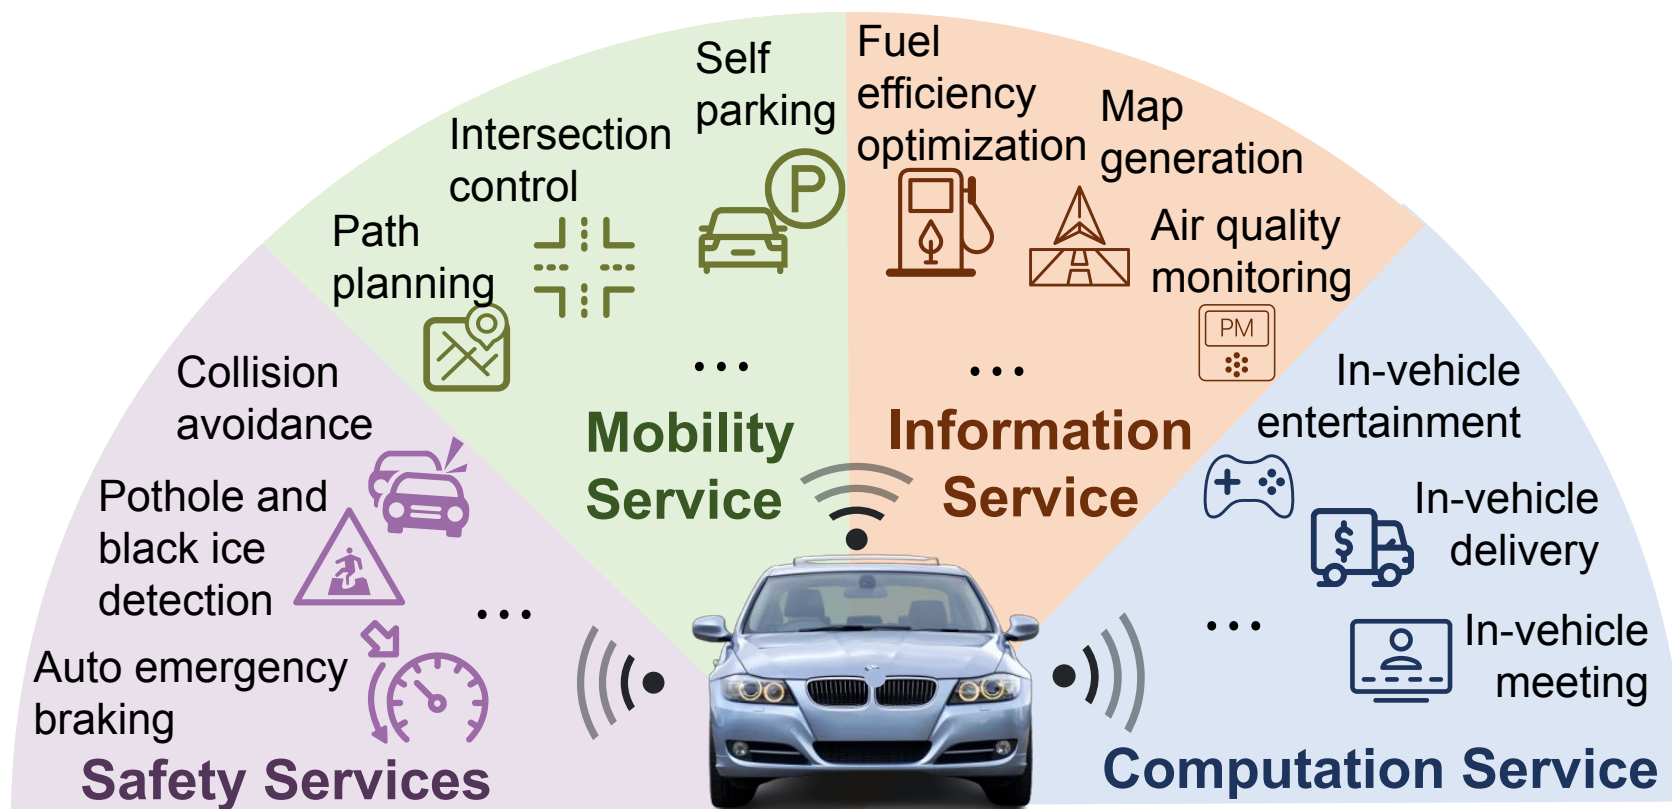 Self
parking
Intersection
control
Path
planning
P
...
Mobility
Service
Fuel
efficiency
optimization
Map
generation
Air quality
monitoring
PM
...
Information
Service
Collision
avoidance
Pothole and
black ice
detection
...
Auto emergency
braking
Safety Services
In-vehicle
entertainment
In-vehicle
delivery
$
...
In-vehicle
meeting
Computation Service